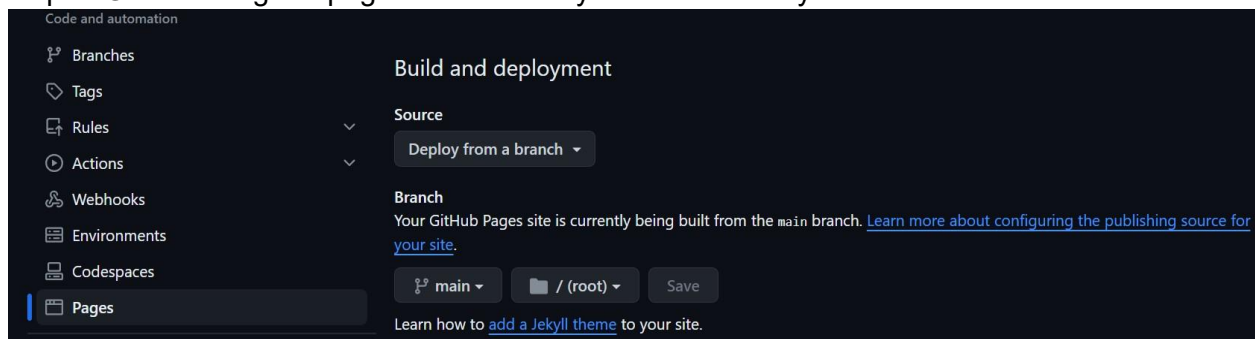 Code and automation
Branches
Tags
Rules
Actions
Webhooks
Environments
Codespaces
Pages
Build and deployment
Source
Deploy from a branch
Branch
Your GitHub Pages site is currently being built from the main branch. Learn more about configuring the publishing source for
your site.
main
/ (root)
Save
Learn how to add a Jekyll theme to your site.